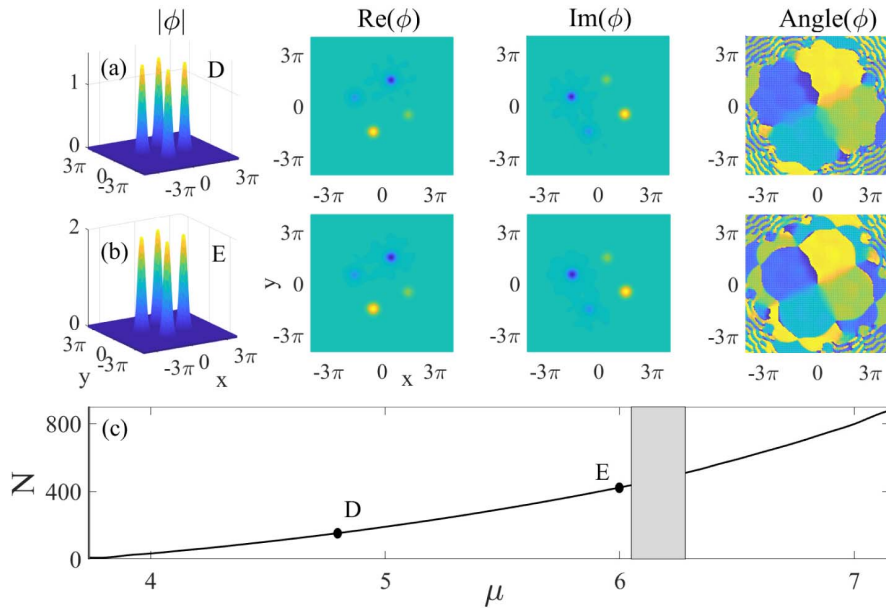 |ϕ| Re(ϕ) Im(ϕ) Angle(ϕ)
(a) D
1
0
3π 0 -3π -3π 0 3π
3π 0 -3π
-3π 0 3π
3π 0 -3π
-3π 0 3π
3π 0 -3π
-3π 0 3π
(b) E
2
0
3π 0 -3π -3π 0 3π
y x
y 3π 0 -3π
-3π 0 3π
x
3π 0 -3π
-3π 0 3π
3π 0 -3π
-3π 0 3π
(c)
N
800
400
0
D
E
4 5 6 7
μ